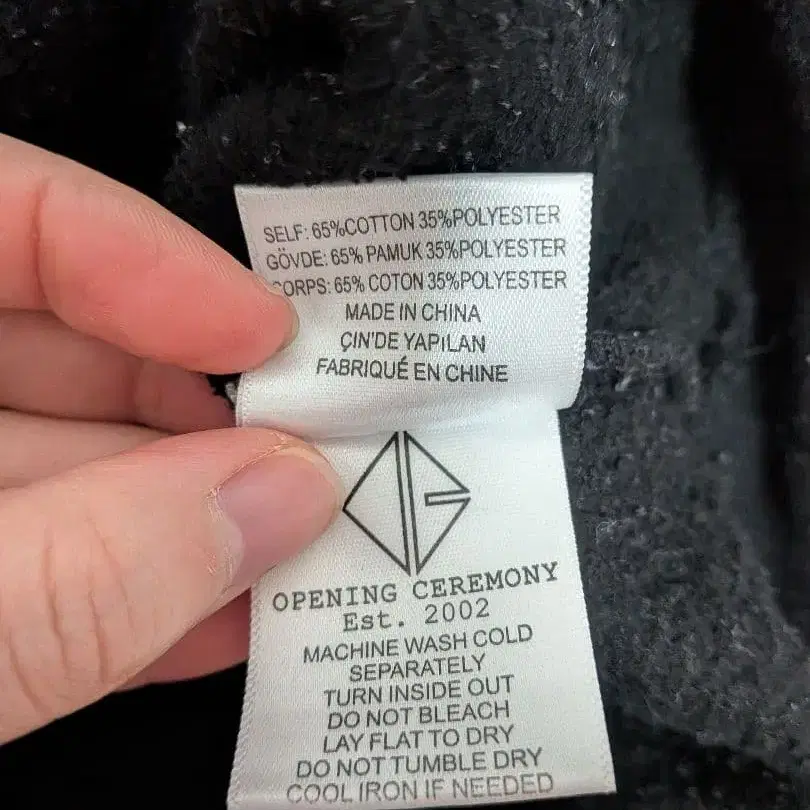 SELF: 65%COTTON 35%POLYESTER
GÖVDE: 65% PAMUK 35%POLYESTER
CORPS: 65% COTON 35%POLYESTER
MADE IN CHINA
ÇIN'DE YAPıLAN
FABRIQUÉ EN CHINE
OPENING CEREMONY
Est. 2002
MACHINE WASH COLD
SEPARATELY
TURN INSIDE OUT
DO NOT BLEACH
LAY FLAT TO DRY
DO NOT TUMBLE DRY
COOL IRON IF NEEDED